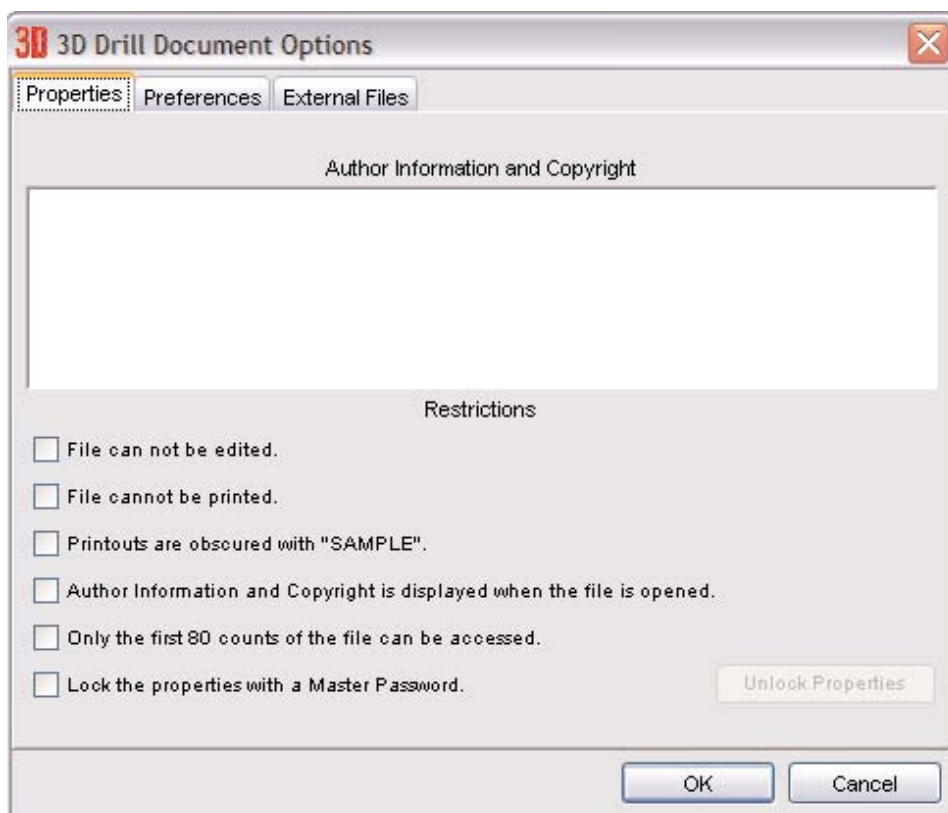 3D 3D Drill Document Options
Properties Preferences External Files
Author Information and Copyright
Restrictions
File can not be edited.
File cannot be printed.
Printouts are obscured with "SAMPLE".
Author Information and Copyright is displayed when the file is opened.
Only the first 80 counts of the file can be accessed.
Lock the properties with a Master Password. Unlock Properties
OK Cancel